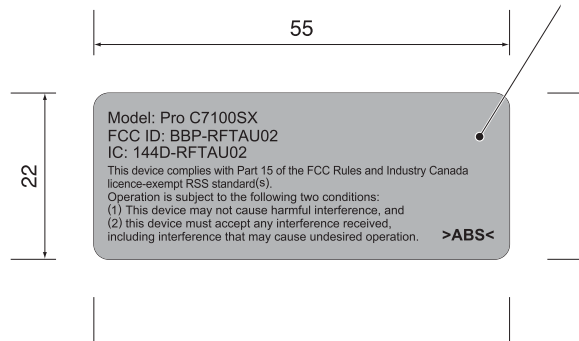 55
22
Model: Pro C7100SX
FCC ID: BBP-RFTAU02
IC: 144D-RFTAU02
This device complies with Part 15 of the FCC Rules and Industry Canada
licence-exempt RSS standard(s).
Operation is subject to the following two conditions:
(1) This device may not cause harmful interference, and
(2) this device must accept any interference received,
including interference that may cause undesired operation.
>ABS<